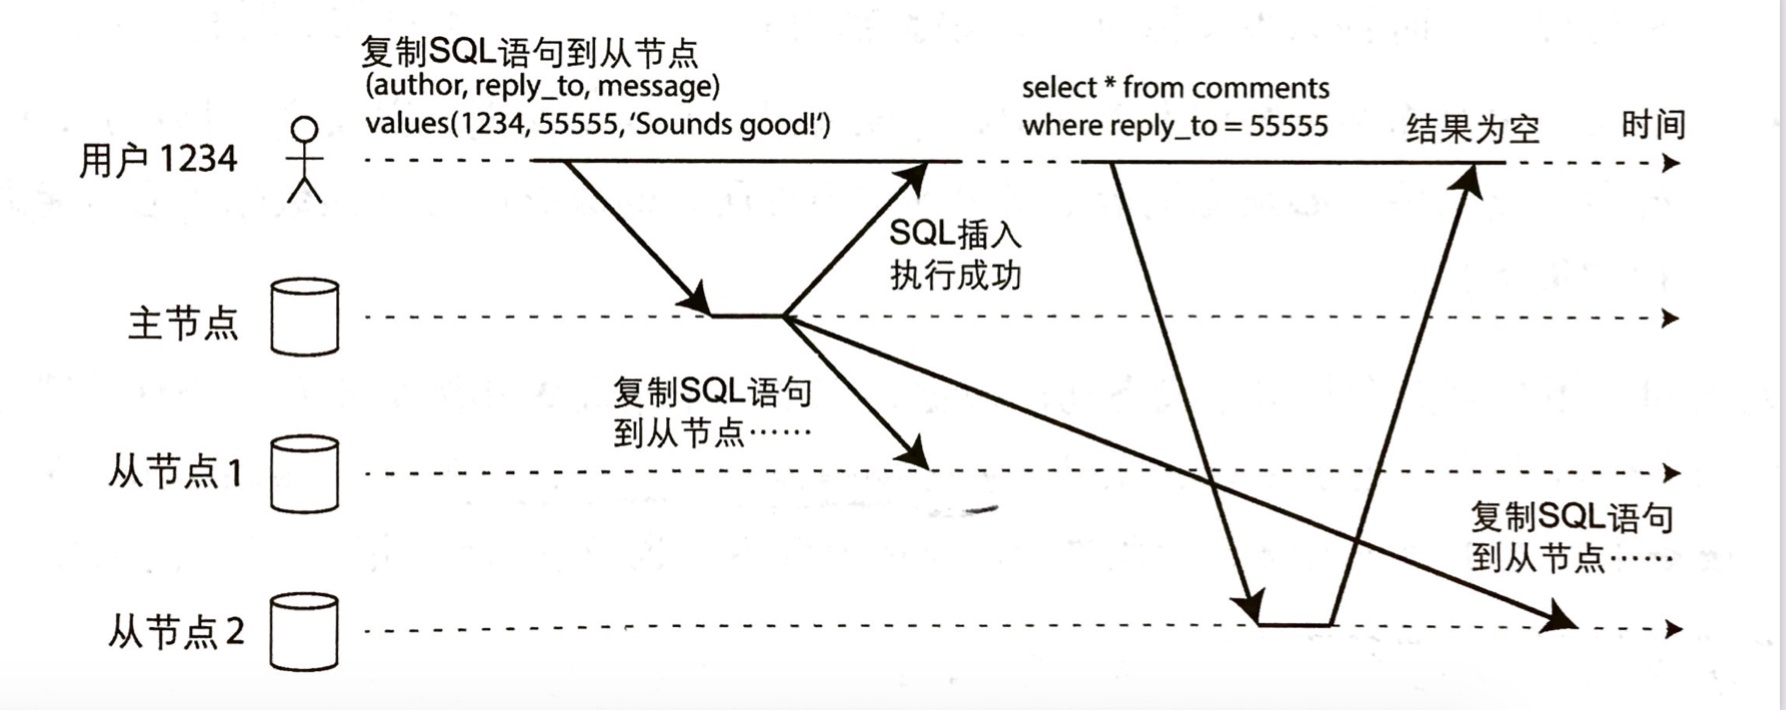 复制SQL语句到从节点
(author, reply_to, message)
values(1234, 55555, ‘Sounds good!‘)
select * from comments
where reply_to = 55555
结果为空
时间
用户 1234
SQL插入
执行成功
主节点
复制SQL语句
到从节点……
从节点 1
复制SQL语句
到从节点……
从节点 2